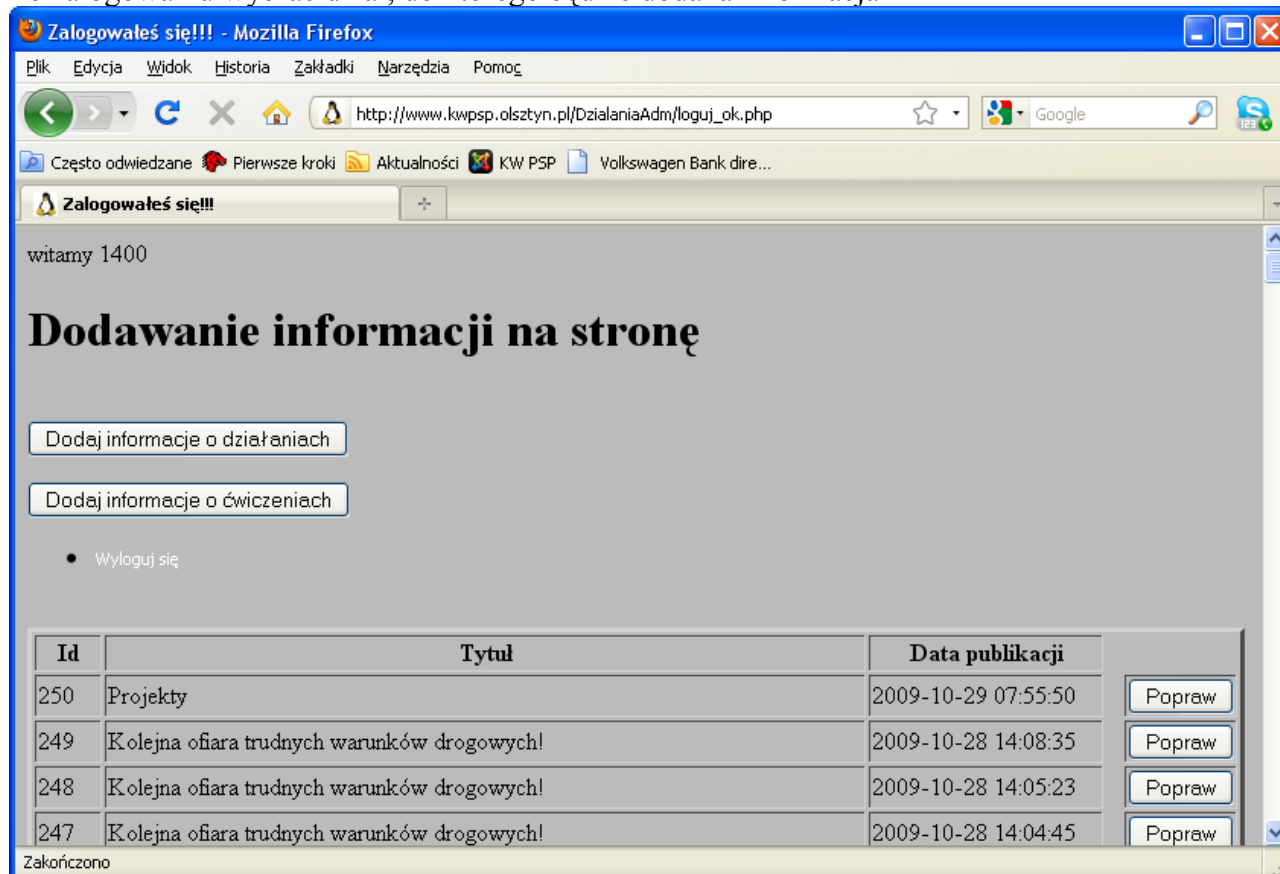 Zalogowałeś się!!! - Mozilla Firefox
Plik Edycja Widok Historia Zakładki Narzędzia Pomoc
http://www.kwpsp.olsztyn.pl/DzialaniaAdm/loguj_ok.php Google
Często odwiedzane Pierwsze kroki Aktualności KW PSP Volkswagen Bank dire...
Zalogowałeś się!!!
witamy 1400
Dodawanie informacji na stronę
Dodaj informacje o działaniach
Dodaj informacje o ćwiczeniach
Wyloguj się
Id Tytuł Data publikacji
250 Projekty 2009-10-29 07:55:50 Popraw
249 Kolejna ofiara trudnych warunków drogowych! 2009-10-28 14:08:35 Popraw
248 Kolejna ofiara trudnych warunków drogowych! 2009-10-28 14:05:23 Popraw
247 Kolejna ofiara trudnych warunków drogowych! 2009-10-28 14:04:45 Popraw
Zakończono